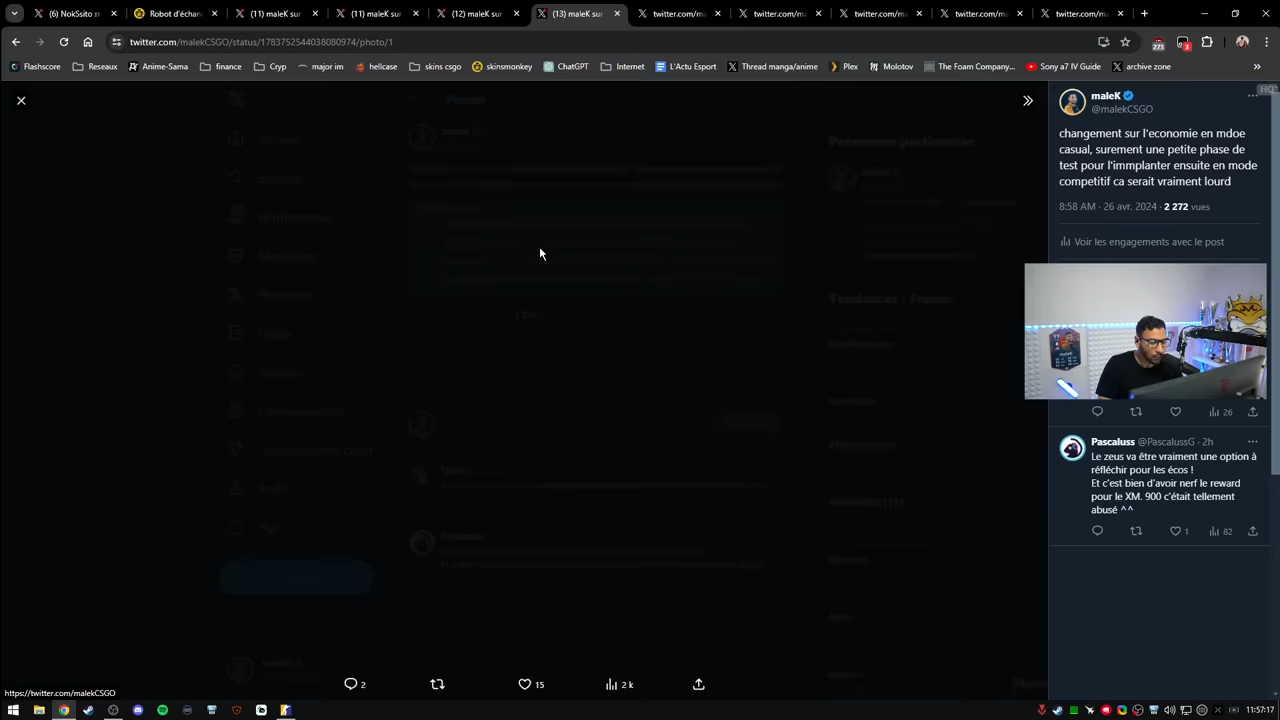 (6) NokSsito z
Robot d'échan
(11) maleK sur
(11) maleK sur
(12) maleK sur
(13) maleK sur
twitter.com/ma
twitter.com/m
twitter.com/m
twitter.com/m
twitter.com/m
twitter.com/malekCSGO/status/1783752544038080974/photo/1
273
3
Flashscore
Reseaux
Anime-Sama
finance
Cryp
major im
hellcase
skins csgo
skinsmonkey
ChatGPT
Internet
L'Actu Esport
Thread manga/anime
Plex
Molotov
The Foam Company...
Sony a7 IV Guide
archive zone
HQ
maleK
@malekCSGO
changement sur l'economie en mdoe
casual, surement une petite phase de
test pour l'immplanter ensuite en mode
competitif ca serait vraiment lourd
8:58 AM · 26 avr. 2024 · 2 272 vues
Voir les engagements avec le post
26
Pascaluss @PascalussG · 2h
Le zeus va être vraiment une option à
réfléchir pour les écos !
Et c'est bien d'avoir nerf le reward
pour le XM. 900 c'était tellement
abusé ^^
1
82
2
15
2 k
https://twitter.com/malekCSGO
11:57:17